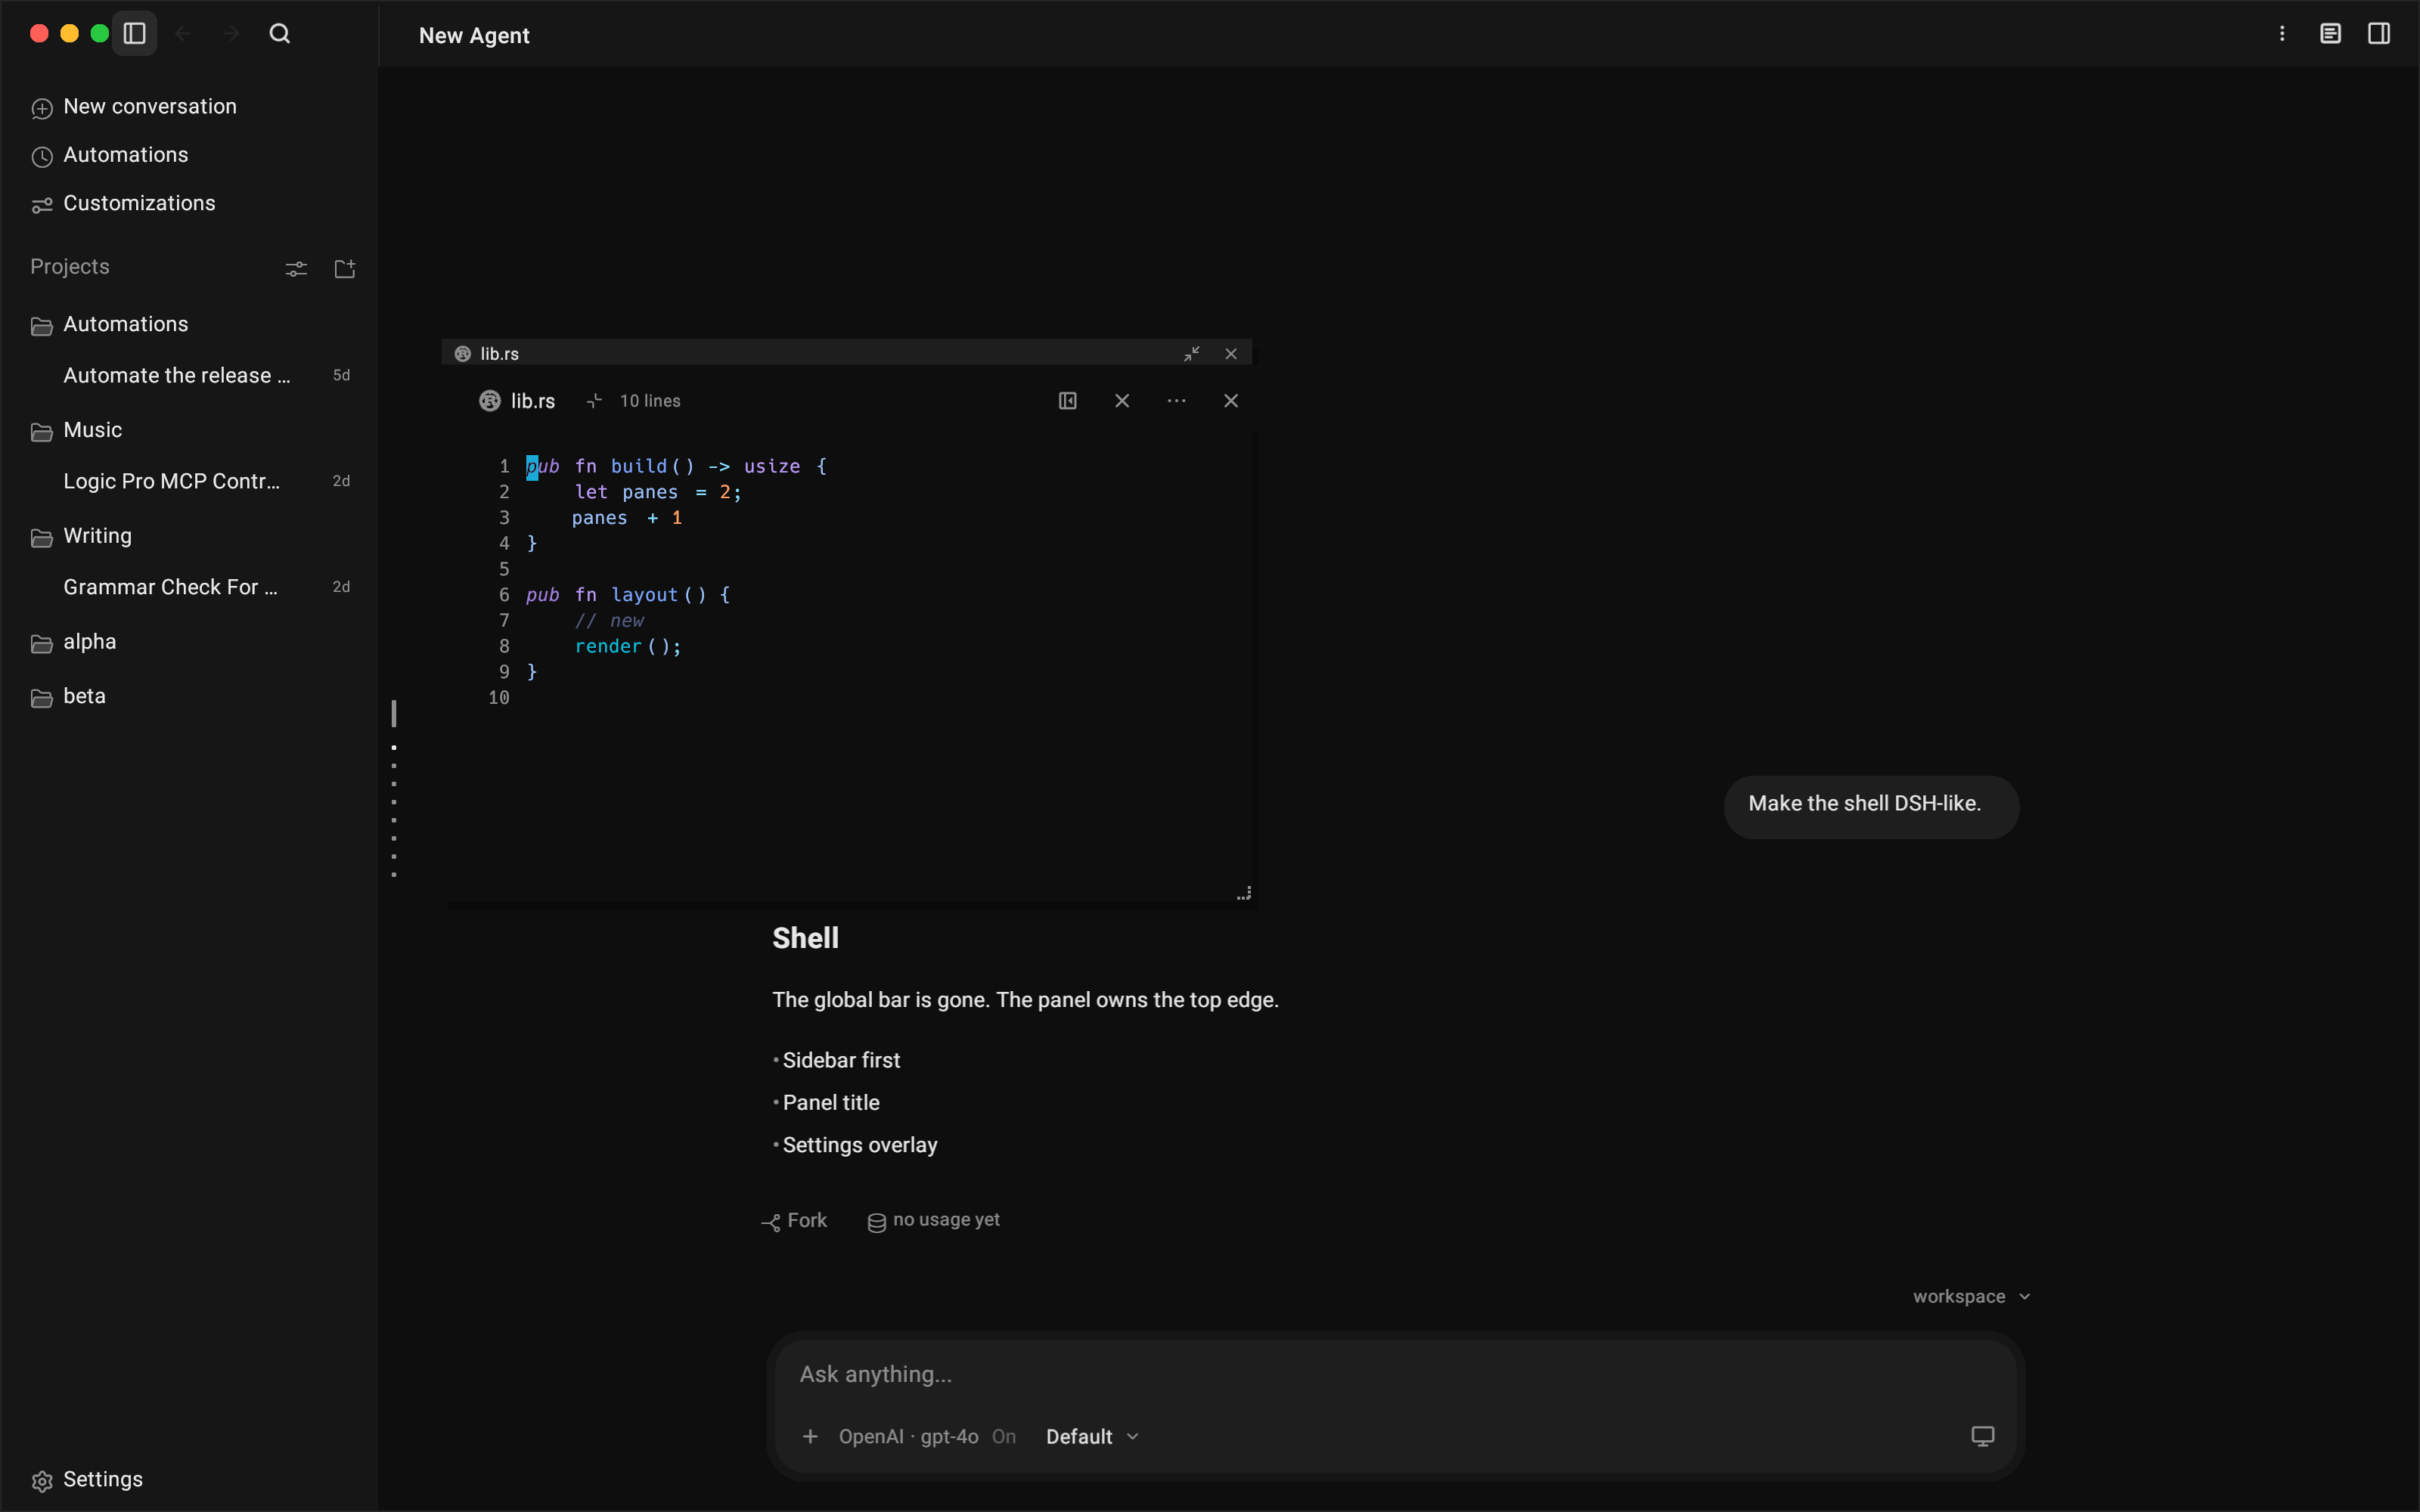 New Agent
New conversation
Automations
Customizations
Projects
Automations
Automate the release ... 5d
Music
Logic Pro MCP Contr... 2d
Writing
Grammar Check For ... 2d
alpha
beta
Settings
lib.rs
lib.rs 10 lines
1 pub fn build() -> usize {
2     let panes = 2;
3     panes + 1
4 }
5
6 pub fn layout() {
7     // new
8     render();
9 }
10
Make the shell DSH-like.
Shell
The global bar is gone. The panel owns the top edge.
• Sidebar first
• Panel title
• Settings overlay
Fork no usage yet
workspace
Ask anything...
OpenAI · gpt-4o On Default